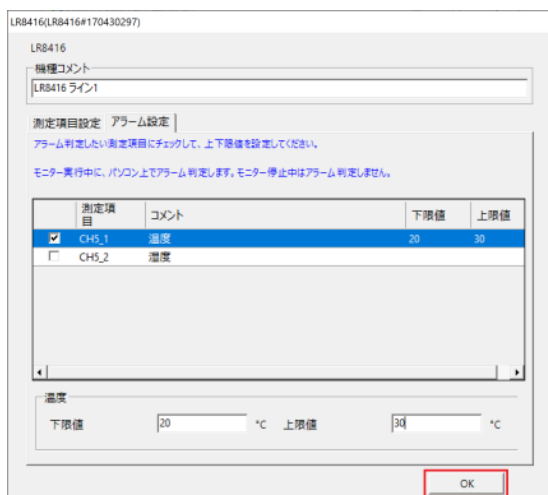 LR8416(LR8416#170430297)
LR8416
機種コメント
LR8416 ライン1
測定項目設定 アラーム設定
アラーム判定したい測定項目にチェックして、上下限値を設定してください。
モニター実行中に、パソコン上でアラーム判定します。モニター停止中はアラーム判定しません。
測定項目 コメント 下限値 上限値
CH5_1 温度 20 30
CH5_2 湿度
温度
下限値 20 °C 上限値 30 °C
OK